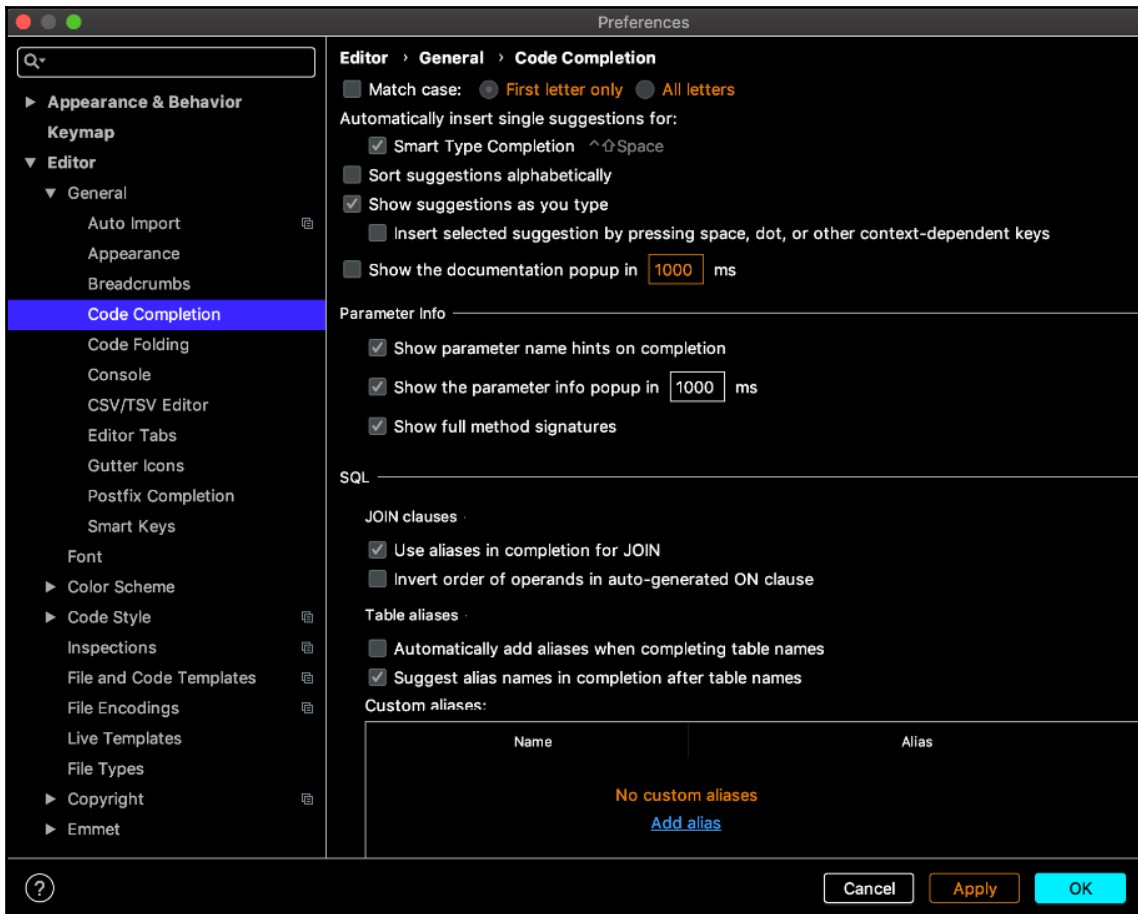 Preferences
Appearance & Behavior
Keymap
Editor
General
Auto Import
Appearance
Breadcrumbs
Code Completion
Code Folding
Console
CSV/TSV Editor
Editor Tabs
Gutter Icons
Postfix Completion
Smart Keys
Font
Color Scheme
Code Style
Inspections
File and Code Templates
File Encodings
Live Templates
File Types
Copyright
Emmet
Editor › General › Code Completion
Match case: First letter only All letters
Automatically insert single suggestions for:
Smart Type Completion ^⇧Space
Sort suggestions alphabetically
Show suggestions as you type
Insert selected suggestion by pressing space, dot, or other context-dependent keys
Show the documentation popup in 1000 ms
Parameter Info
Show parameter name hints on completion
Show the parameter info popup in 1000 ms
Show full method signatures
SQL
JOIN clauses
Use aliases in completion for JOIN
Invert order of operands in auto-generated ON clause
Table aliases
Automatically add aliases when completing table names
Suggest alias names in completion after table names
Custom aliases:
Name Alias
No custom aliases
Add alias
? Cancel Apply OK